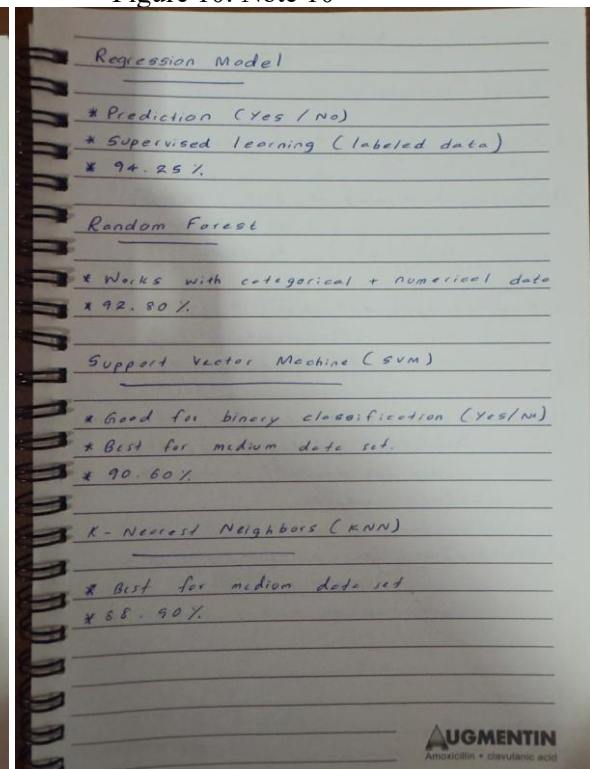 Figure 10: Note 10
Regression Model
* Prediction (Yes / No)
* Supervised learning (labeled data)
* 94.25 %
Random Forest
* Works with categorical + numerical data
* 92.80 %
Support Vector Machine (SVM)
* Good for binary classification (Yes/No)
* Best for medium data set.
* 90.60 %
K-Nearest Neighbors (KNN)
* Best for medium data set
* 88.90 %
AUGMENTIN
Amoxicillin + clavulanic acid